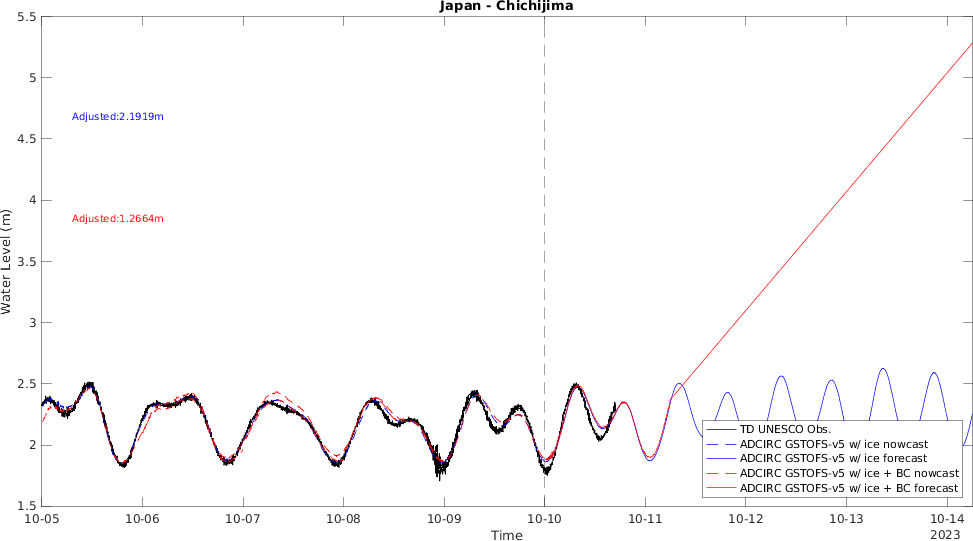 Japan - Chichijima
5.5
5
4.5
4
3.5
3
2.5
2
1.5
Water Level (m)
Adjusted:2.1919m
Adjusted:1.2664m
TD UNESCO Obs.
ADCIRC GSTOFS-v5 w/ ice nowcast
ADCIRC GSTOFS-v5 w/ ice forecast
ADCIRC GSTOFS-v5 w/ ice + BC nowcast
ADCIRC GSTOFS-v5 w/ ice + BC forecast
10-05 10-06 10-07 10-08 10-09 10-10 10-11 10-12 10-13 10-14
2023
Time